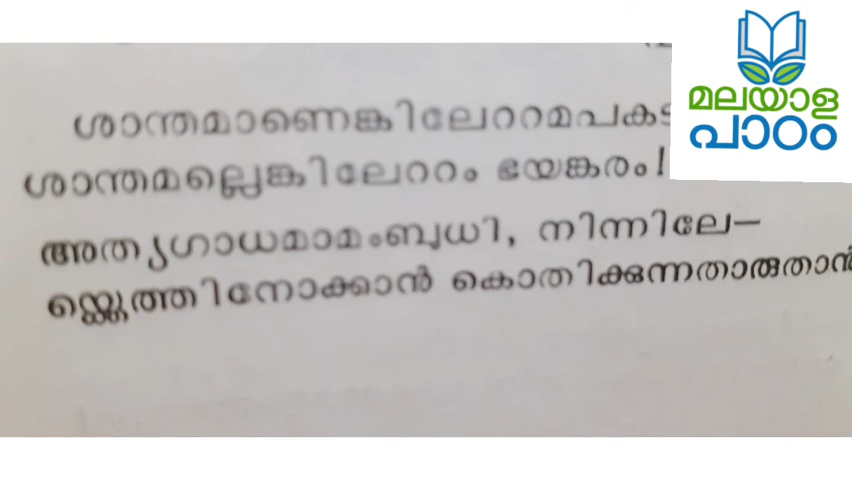 മലയാള
പാഠം
ശാന്തമാണെങ്കിലേററമപക
ശാന്തമല്ലെങ്കിലേററം ഭയങ്കരം!
അത്യഗാധമാമംബുധി, നിന്നിലേ—
യ്ക്കെത്തിനോക്കാൻ കൊതിക്കുന്നതാരുതാൻ